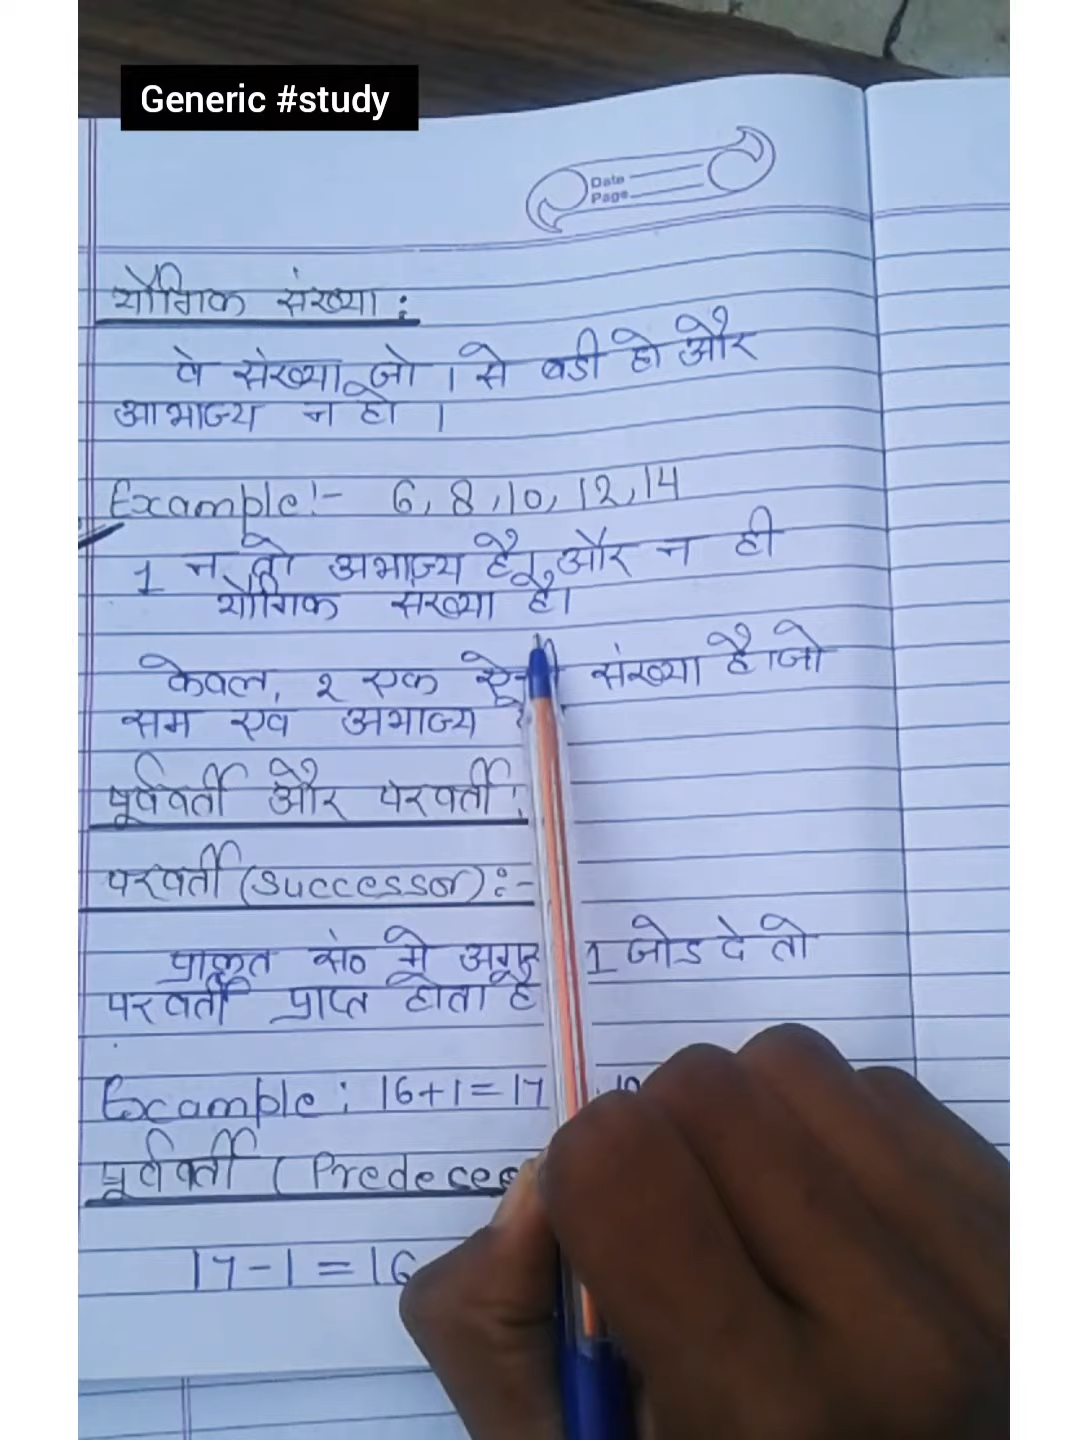 Generic #study
Date
Page
यौगिक संख्या :
वे संख्या जो 1 से बडी हो और
आभाज्य न हो ।
Example:- 6, 8, 10, 12, 14
1 न तो अभाज्य है, और न ही
यौगिक संख्या है।
केवल, 2 एक संख्या है जो
सम एवं अभाज्य
पूर्ववर्ती और परवर्ती :
परवर्ती (Successor) :-
प्राकृत सं० मे अगर 1 जोड दे तो
परवर्ती प्राप्त होता है
Example : 16+1=17
पूर्ववर्ती (Predeces
17-1=16